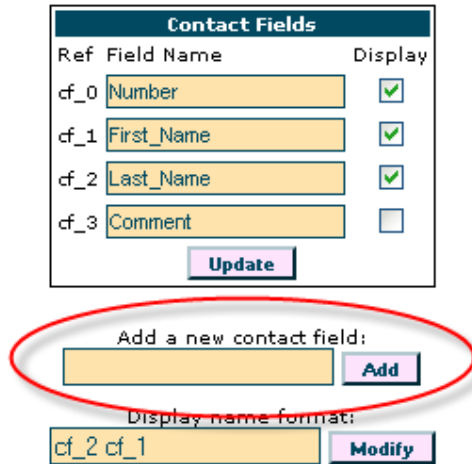 Contact Fields
Ref Field Name Display
cf_0 Number
cf_1 First_Name
cf_2 Last_Name
cf_3 Comment
Update
Add a new contact field:
Add
Display name format:
cf_2 cf_1 Modify